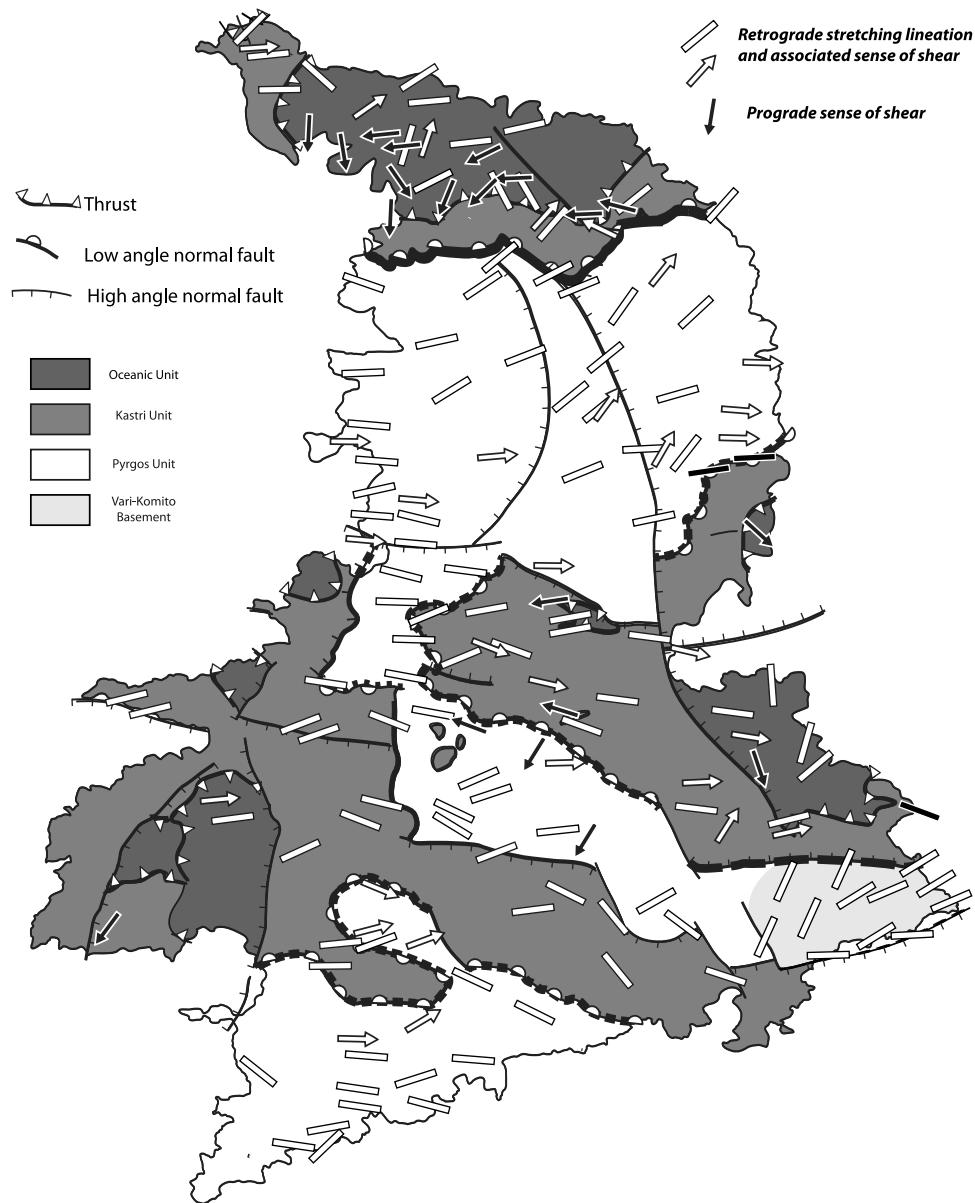 Retrograde stretching lineation
and associated sense of shear
Prograde sense of shear
Thrust
Low angle normal fault
High angle normal fault
Oceanic Unit
Kastri Unit
Pyrgos Unit
Vari-Komito
Basement